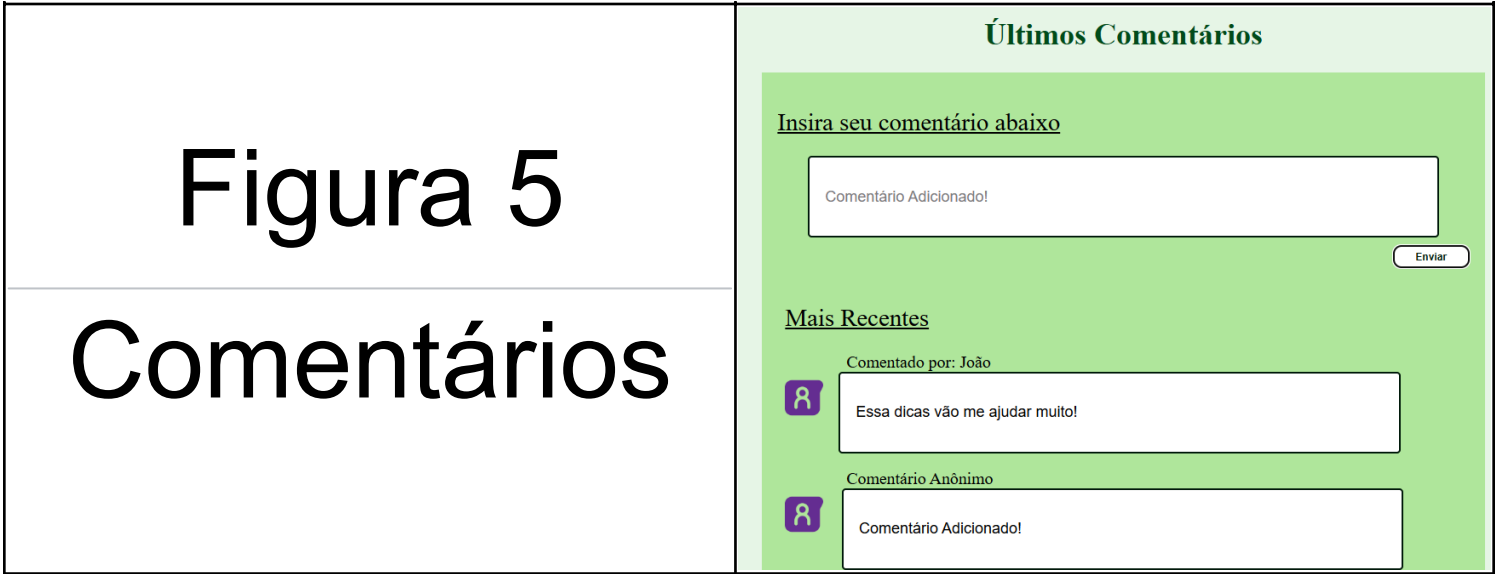 Figura 5
Comentários
Últimos Comentários
Insira seu comentário abaixo
Comentário Adicionado!
Enviar
Mais Recentes
Comentado por: João
Essa dicas vão me ajudar muito!
Comentário Anônimo
Comentário Adicionado!